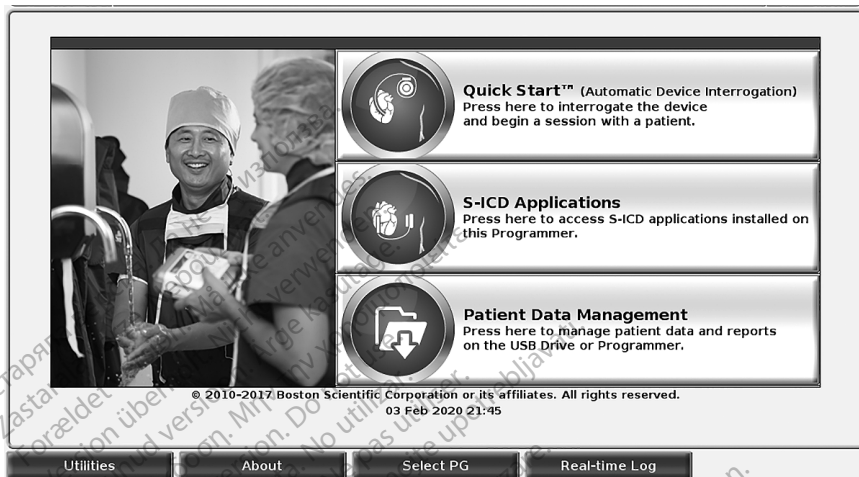 Quick Start™ (Automatic Device Interrogation)
Press here to interrogate the device
and begin a session with a patient.
S-ICD Applications
Press here to access S-ICD applications installed on
this Programmer.
Patient Data Management
Press here to manage patient data and reports
on the USB Drive or Programmer.
© 2010-2017 Boston Scientific Corporation or its affiliates. All rights reserved.
03 Feb 2020 21:45
Utilities
About
Select PG
Real-time Log